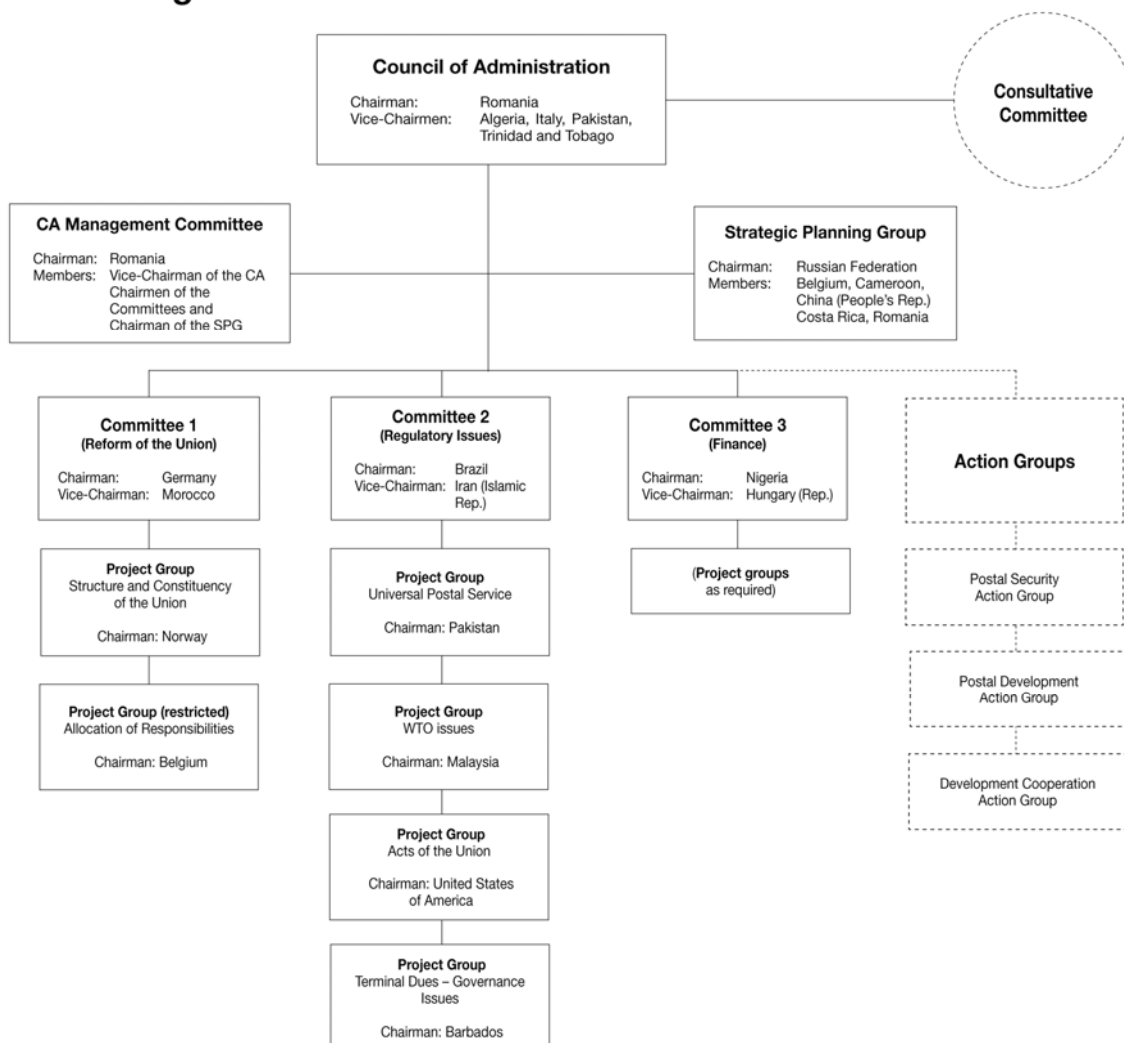 Council of Administration
Chairman: Romania
Vice-Chairmen: Algeria, Italy, Pakistan,
Trinidad and Tobago
Consultative
Committee
CA Management Committee
Chairman: Romania
Members: Vice-Chairman of the CA
Chairmen of the
Committees and
Chairman of the SPG
Strategic Planning Group
Chairman: Russian Federation
Members: Belgium, Cameroon,
China (People's Rep.)
Costa Rica, Romania
Committee 1
(Reform of the Union)
Chairman: Germany
Vice-Chairman: Morocco
Project Group
Structure and Constituency
of the Union
Chairman: Norway
Project Group (restricted)
Allocation of Responsibilities
Chairman: Belgium
Committee 2
(Regulatory Issues)
Chairman: Brazil
Vice-Chairman: Iran (Islamic
Rep.)
Project Group
Universal Postal Service
Chairman: Pakistan
Project Group
WTO issues
Chairman: Malaysia
Project Group
Acts of the Union
Chairman: United States
of America
Project Group
Terminal Dues – Governance
Issues
Chairman: Barbados
Committee 3
(Finance)
Chairman: Nigeria
Vice-Chairman: Hungary (Rep.)
(Project groups
as required)
Action Groups
Postal Security
Action Group
Postal Development
Action Group
Development Cooperation
Action Group